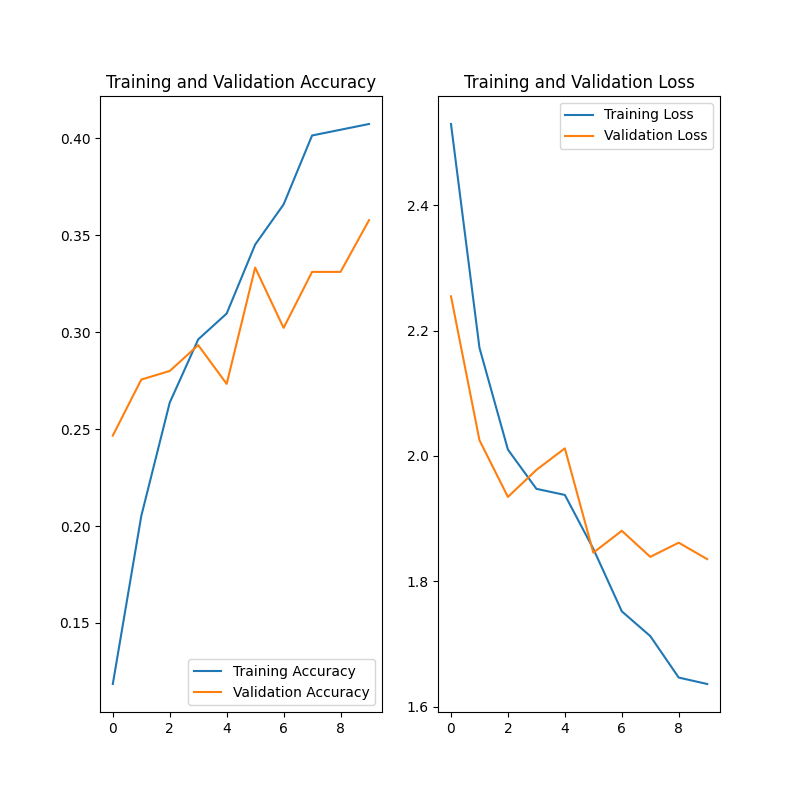 Training and Validation Accuracy
0.40
0.35
0.30
0.25
0.20
0.15
Training Accuracy
Validation Accuracy
0 2 4 6 8
Training and Validation Loss
Training Loss
Validation Loss
2.4
2.2
2.0
1.8
1.6
0 2 4 6 8